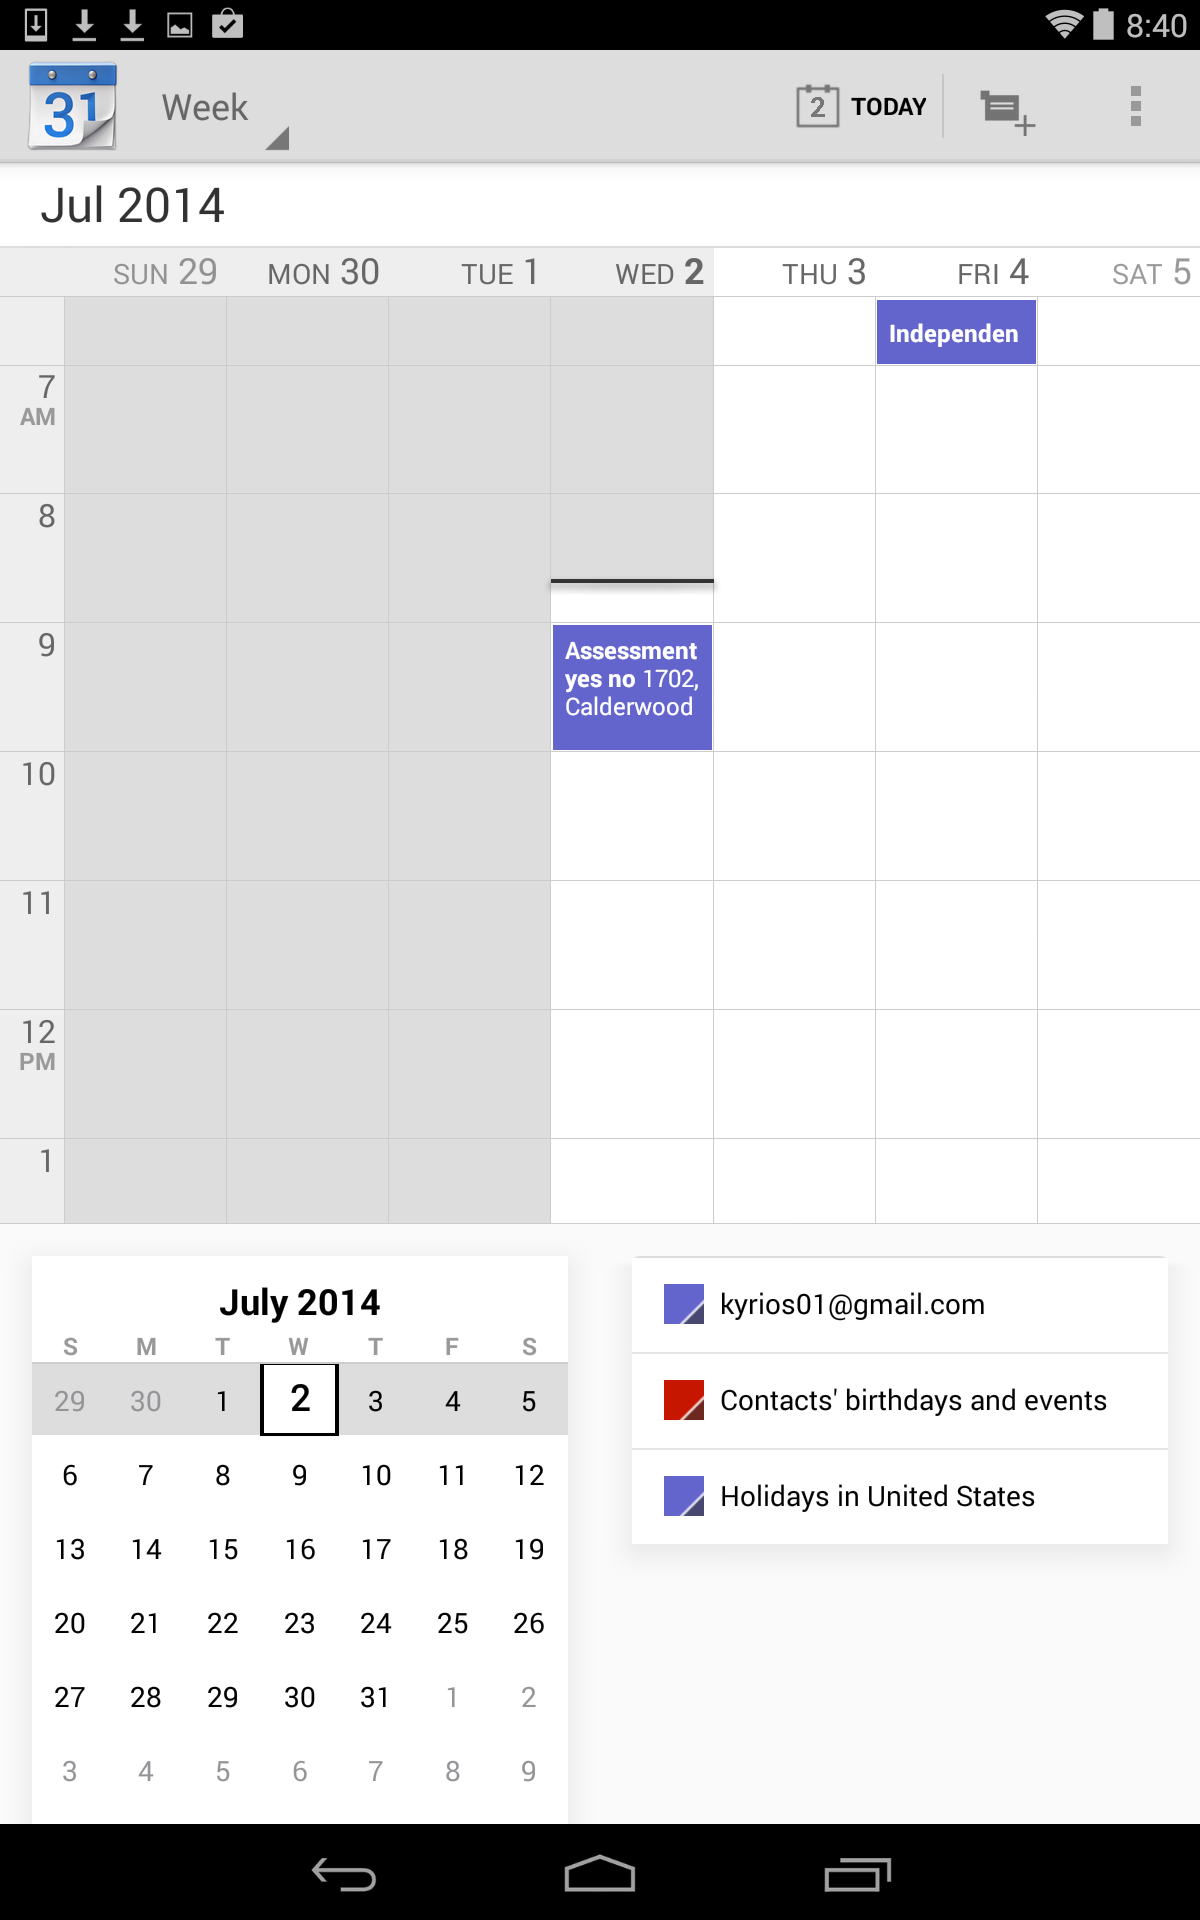 8:40
31
Week
2 TODAY
Jul 2014
SUN 29 MON 30 TUE 1 WED 2 THU 3 FRI 4 SAT 5
Independen
7
AM
8
9
Assessment
yes no 1702,
Calderwood
10
11
12
PM
1
July 2014
S M T W T F S
29 30 1 2 3 4 5
6 7 8 9 10 11 12
13 14 15 16 17 18 19
20 21 22 23 24 25 26
27 28 29 30 31 1 2
3 4 5 6 7 8 9
kyrios01@gmail.com
Contacts' birthdays and events
Holidays in United States